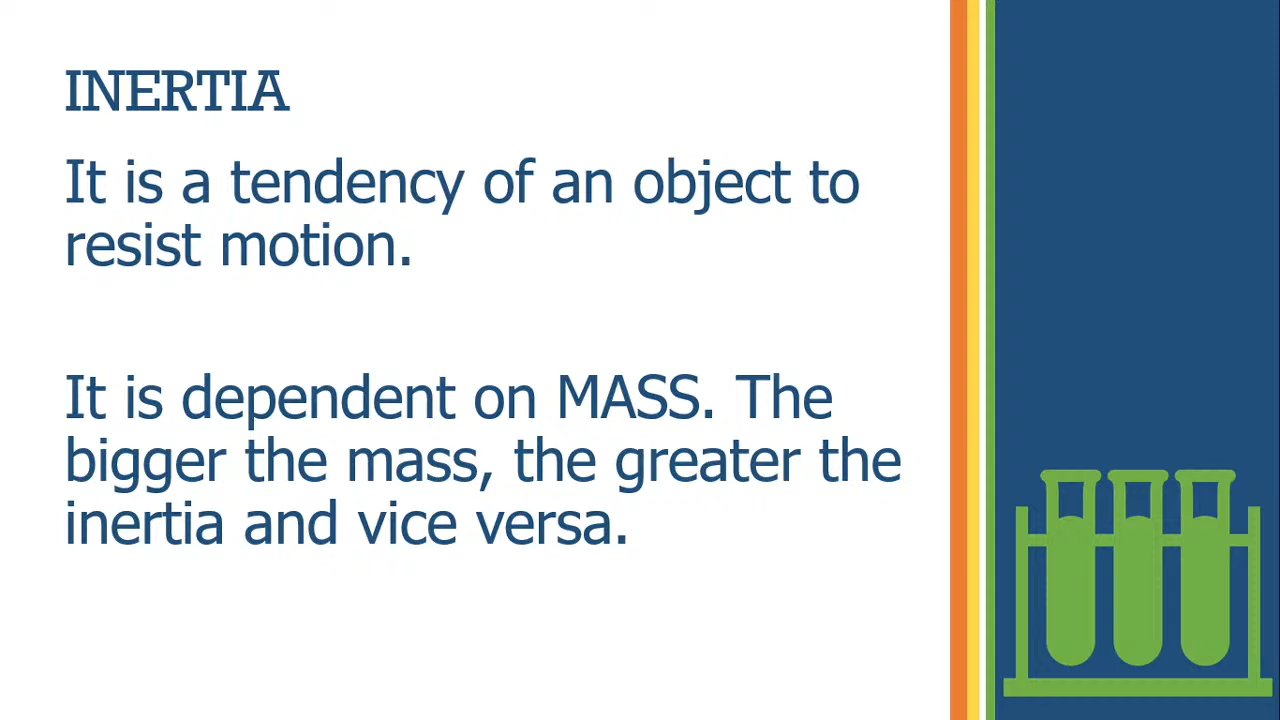 INERTIA
It is a tendency of an object to
resist motion.
It is dependent on MASS. The
bigger the mass, the greater the
inertia and vice versa.